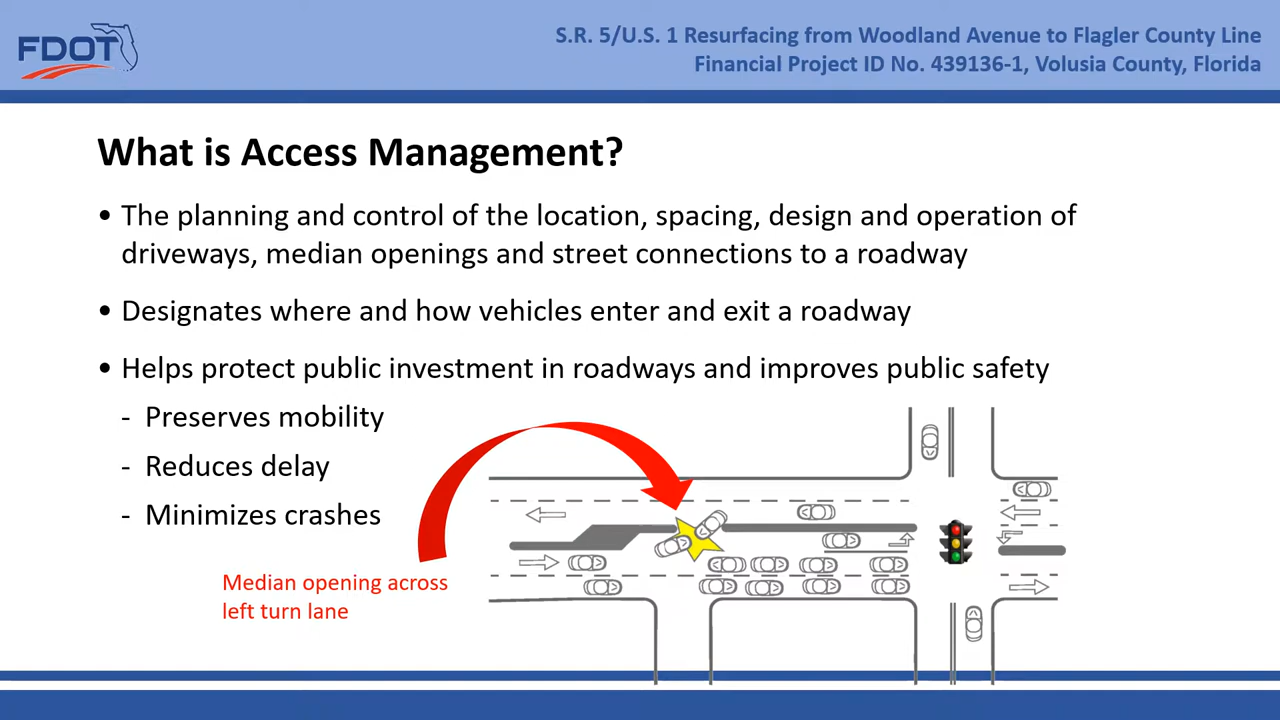 FDOT
S.R. 5/U.S. 1 Resurfacing from Woodland Avenue to Flagler County Line
Financial Project ID No. 439136-1, Volusia County, Florida
What is Access Management?
• The planning and control of the location, spacing, design and operation of
driveways, median openings and street connections to a roadway
• Designates where and how vehicles enter and exit a roadway
• Helps protect public investment in roadways and improves public safety
- Preserves mobility
- Reduces delay
- Minimizes crashes
Median opening across
left turn lane